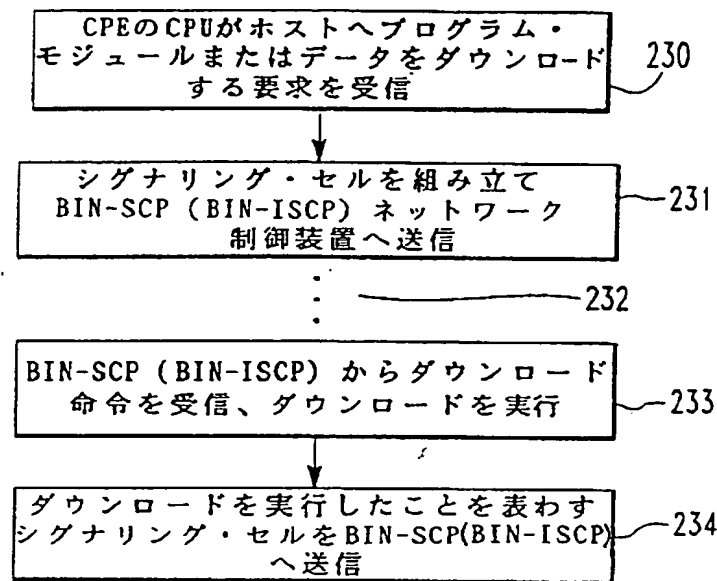 CPEのCPUがホストへプログラム・
モジュールまたはデータをダウンロード
する要求を受信
230
シグナリング・セルを組み立て
BIN-SCP (BIN-ISCP) ネットワーク
制御装置へ送信
231
232
BIN-SCP (BIN-ISCP) からダウンロード
命令を受信、ダウンロードを実行
233
ダウンロードを実行したことを表わす
シグナリング・セルをBIN-SCP(BIN-ISCP)
へ送信
234